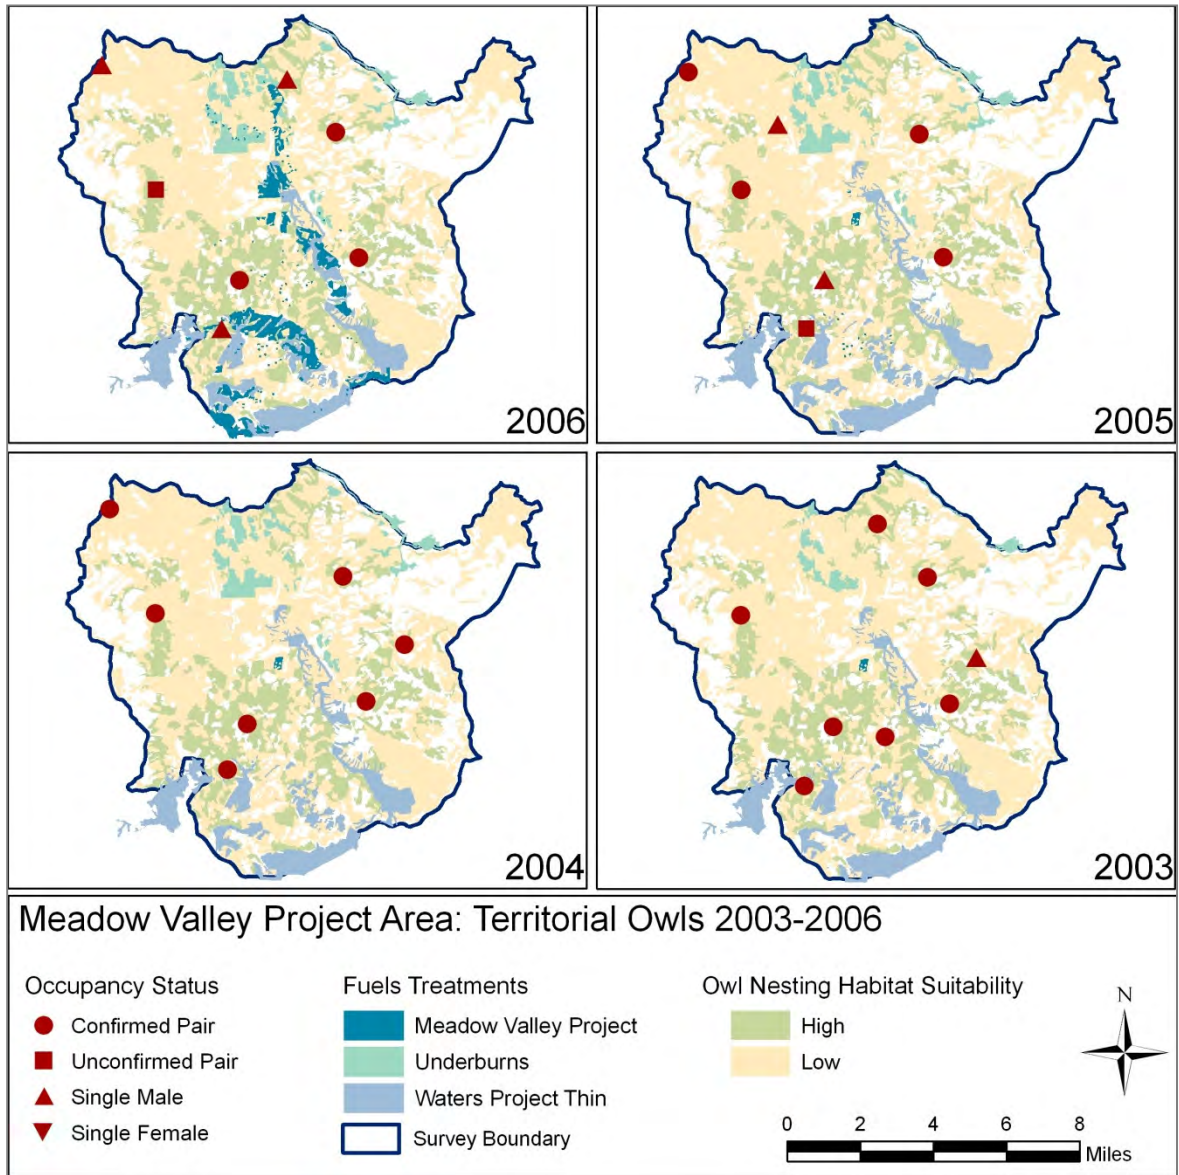 2006
2005
2004
2003
Meadow Valley Project Area: Territorial Owls 2003-2006
Occupancy Status
Confirmed Pair
Unconfirmed Pair
Single Male
Single Female
Fuels Treatments
Meadow Valley Project
Underburns
Waters Project Thin
Survey Boundary
Owl Nesting Habitat Suitability
High
Low
N
0 2 4 6 8
Miles